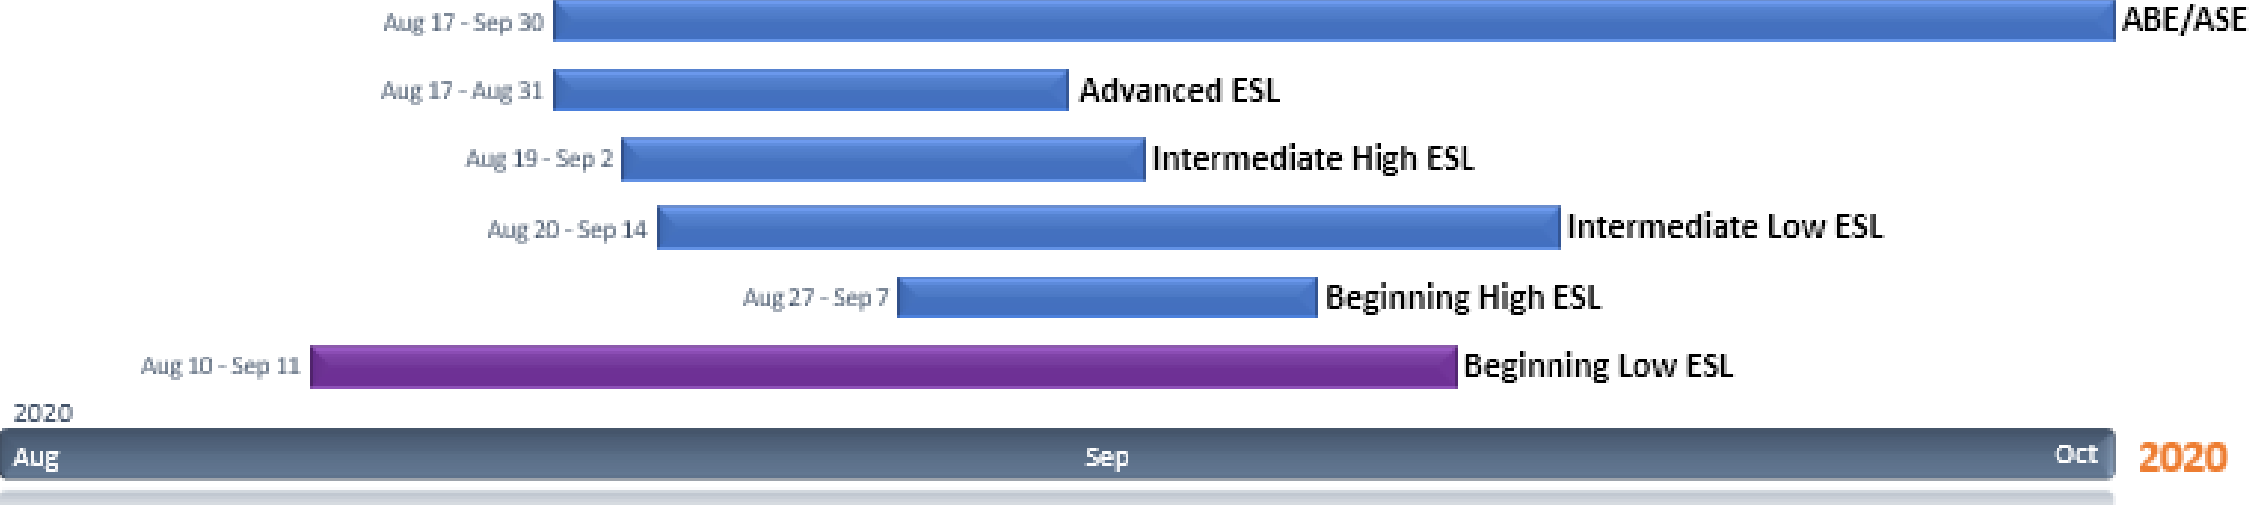 Aug 17 - Sep 30 ABE/ASE
Aug 17 - Aug 31 Advanced ESL
Aug 19 - Sep 2 Intermediate High ESL
Aug 20 - Sep 14 Intermediate Low ESL
Aug 27 - Sep 7 Beginning High ESL
Aug 10 - Sep 11 Beginning Low ESL
2020
Aug Sep Oct 2020